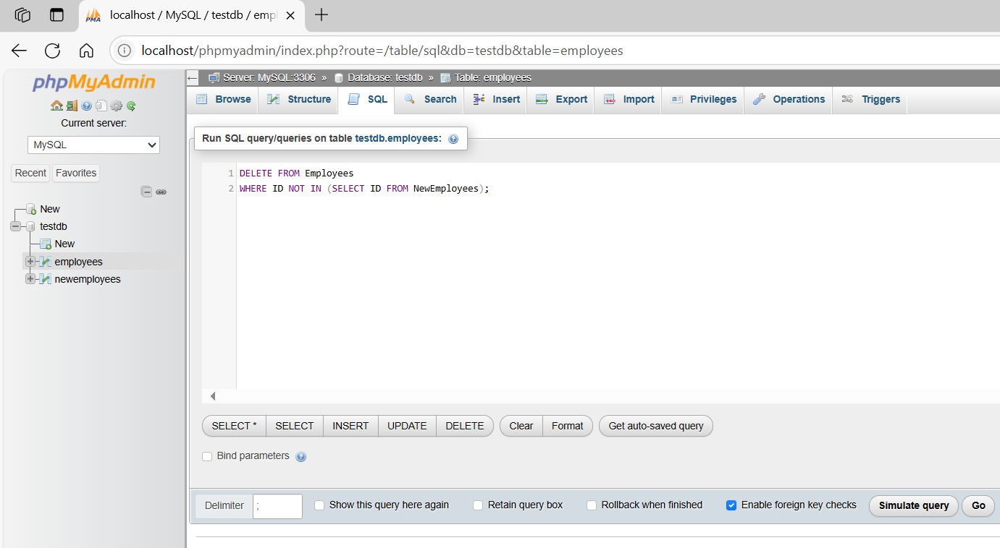 localhost / MySQL / testdb / empl
localhost/phpmyadmin/index.php?route=/table/sql&db=testdb&table=employees
phpMyAdmin
Current server:
MySQL
Recent Favorites
New
testdb
New
employees
newemployees
Server: MySQL:3306 » Database: testdb » Table: employees
Browse Structure SQL Search Insert Export Import Privileges Operations Triggers
Run SQL query/queries on table testdb.employees:
1 DELETE FROM Employees
2 WHERE ID NOT IN (SELECT ID FROM NewEmployees);
SELECT * SELECT INSERT UPDATE DELETE Clear Format Get auto-saved query
Bind parameters
Delimiter ; Show this query here again Retain query box Rollback when finished Enable foreign key checks Simulate query Go